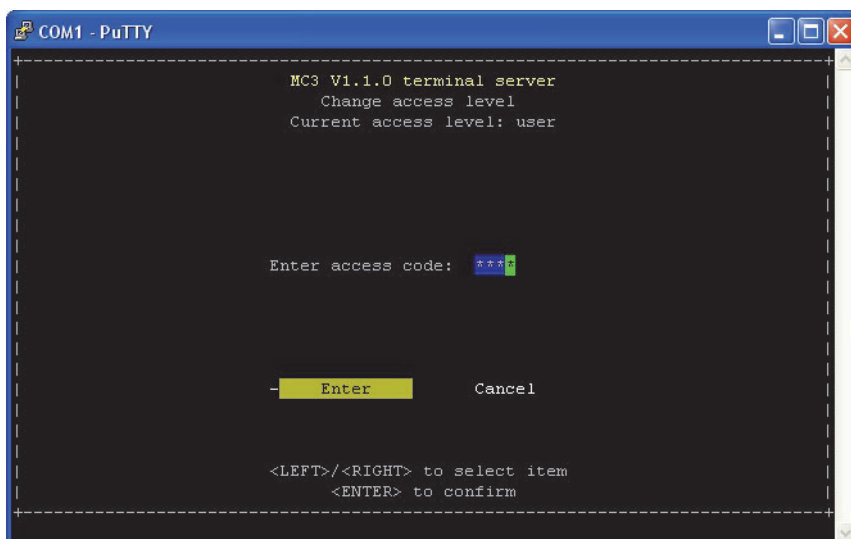 COM1 - PuTTY
MC3 V1.1.0 terminal server
Change access level
Current access level: user
Enter access code: ****
Enter Cancel
<LEFT>/<RIGHT> to select item
<ENTER> to confirm